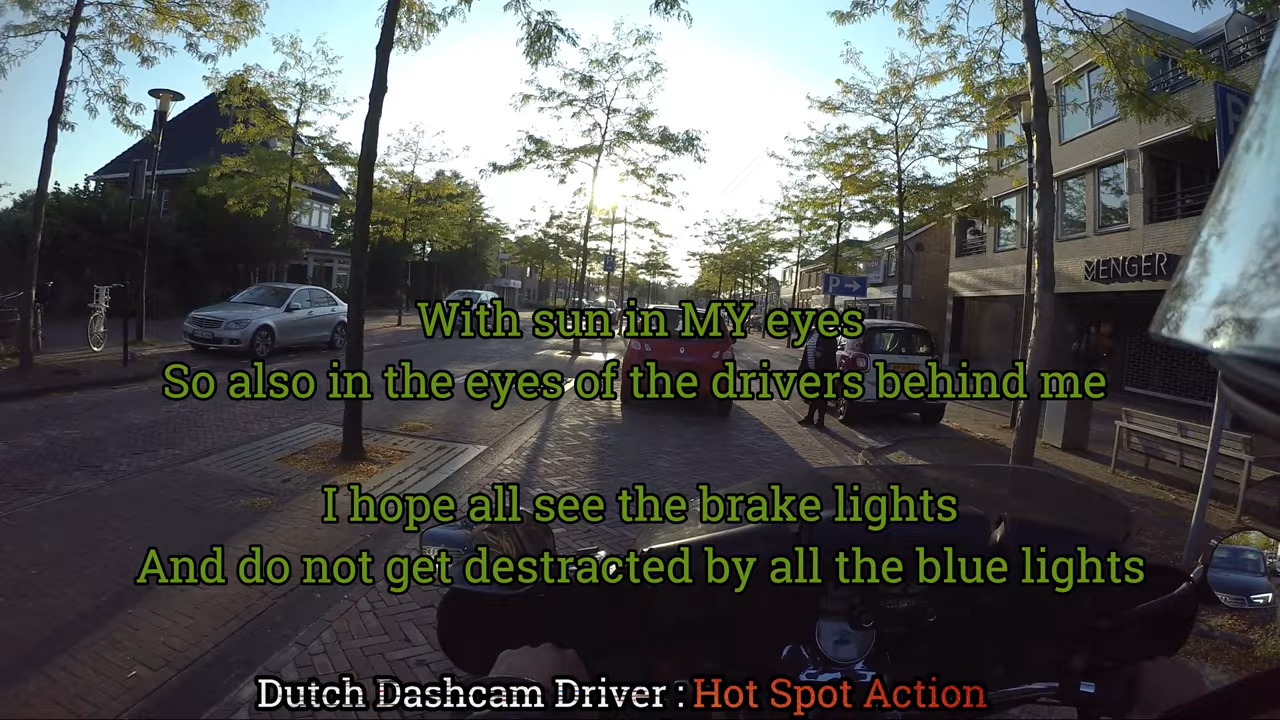 MENGER
P→
With sun in MY eyes
So also in the eyes of the drivers behind me
I hope all see the brake lights
And do not get destracted by all the blue lights
Dutch Dashcam Driver : Hot Spot Action